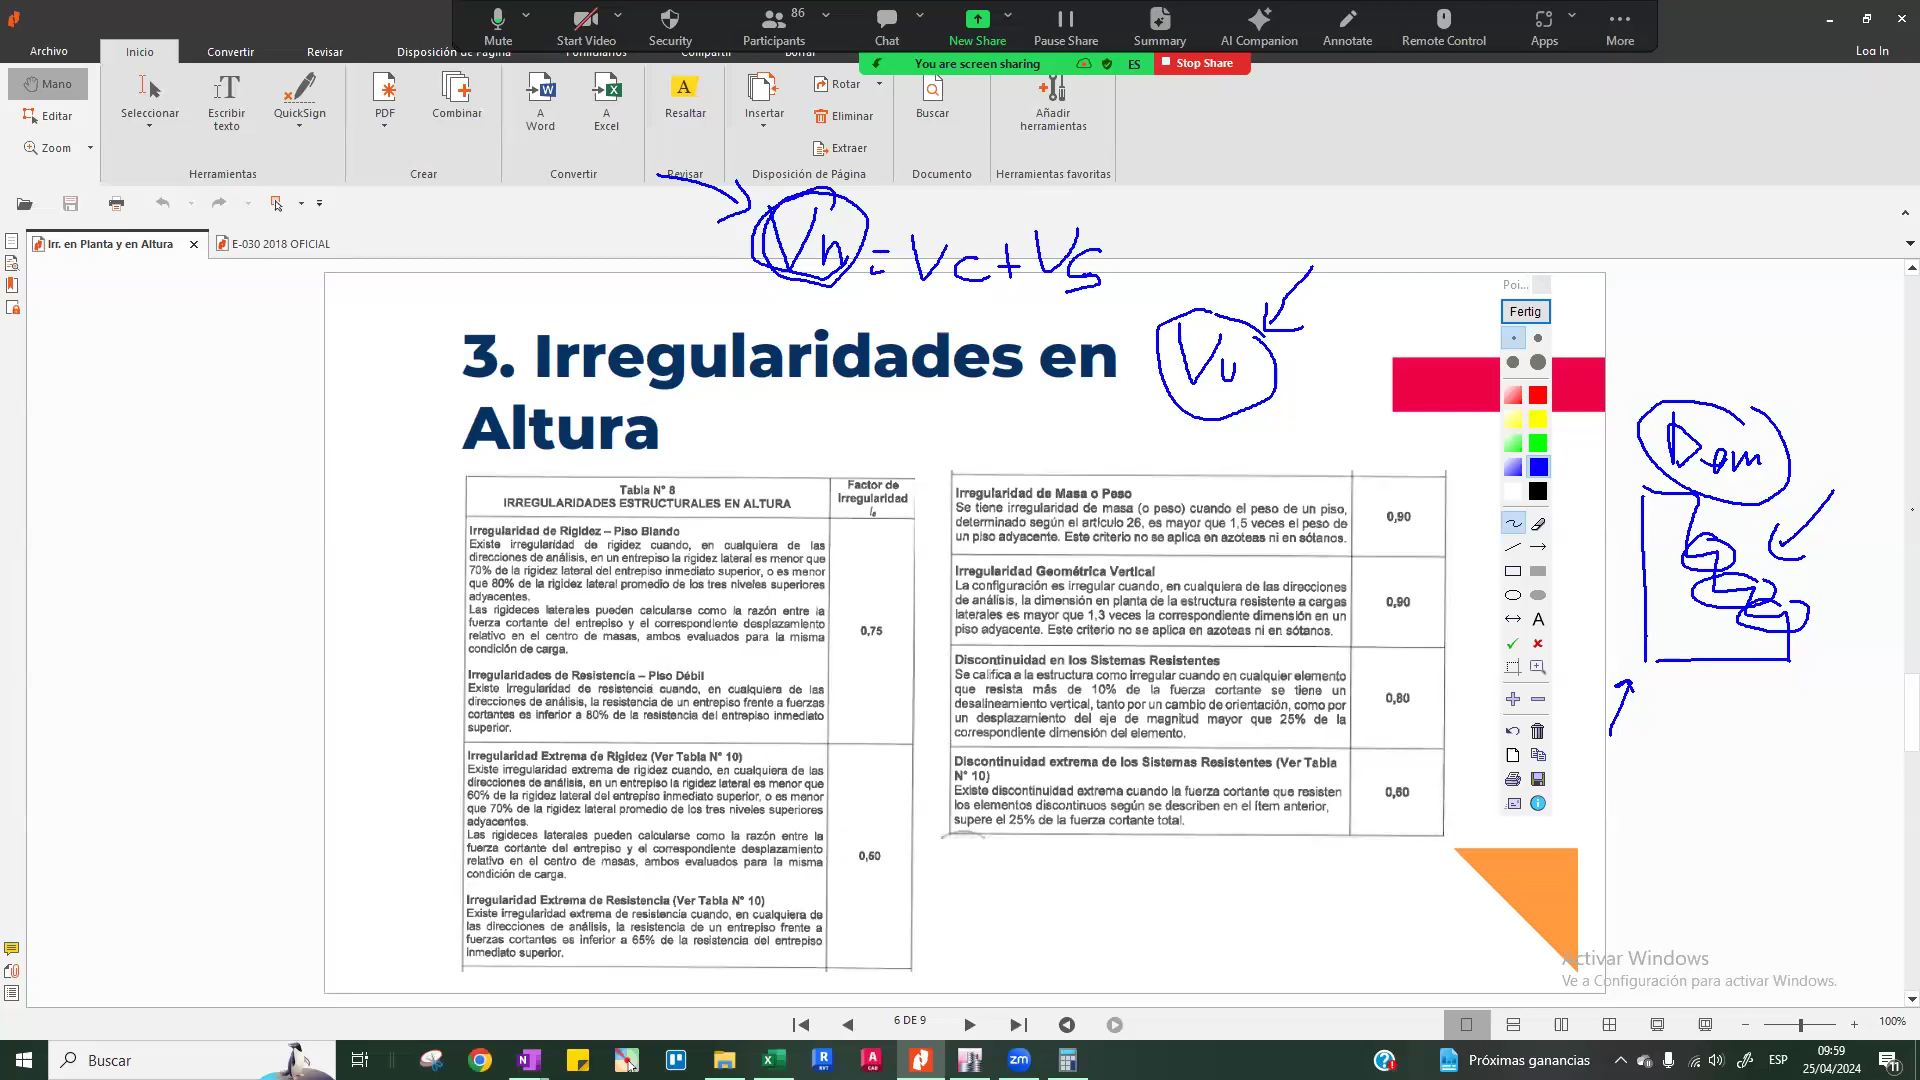 Mute
Start Video
Security
Participants
86
Chat
New Share
Pause Share
Summary
AI Companion
Annotate
Remote Control
Apps
More
You are screen sharing
ES
Stop Share
Archivo
Inicio
Convertir
Revisar
Disposición de Página
Log In
Mano
Editar
Zoom
Seleccionar
Escribir texto
QuickSign
PDF
Combinar
A Word
A Excel
Resaltar
Insertar
Rotar
Eliminar
Extraer
Buscar
Añadir herramientas
Herramientas
Crear
Convertir
Revisar
Disposición de Página
Documento
Herramientas favoritas
Irr. en Planta y en Altura
E-030 2018 OFICIAL
Vn = Vc + Vs
Vu
3. Irregularidades en
Altura
Tabla N° 8
IRREGULARIDADES ESTRUCTURALES EN ALTURA
Factor de
Irregularidad
Irregularidad de Rigidez – Piso Blando
Existe irregularidad de rigidez cuando, en cualquiera de las
direcciones de análisis, en un entrepiso la rigidez lateral es menor que
70% de la rigidez lateral del entrepiso inmediato superior, o es menor
que 80% de la rigidez lateral promedio de los tres niveles superiores
adyacentes.
Las rigideces laterales pueden calcularse como la razón entre la
fuerza cortante del entrepiso y el correspondiente desplazamiento
relativo en el centro de masas, ambos evaluados para la misma
condición de carga.
0,75
Irregularidades de Resistencia – Piso Débil
Existe irregularidad de resistencia cuando, en cualquiera de las
direcciones de análisis, la resistencia de un entrepiso frente a fuerzas
cortantes es inferior a 80% de la resistencia del entrepiso inmediato
superior.
Irregularidad Extrema de Rigidez (Ver Tabla N° 10)
Existe irregularidad extrema de rigidez cuando, en cualquiera de las
direcciones de análisis, en un entrepiso la rigidez lateral es menor que
60% de la rigidez lateral del entrepiso inmediato superior, o es menor
que 70% de la rigidez lateral promedio de los tres niveles superiores
adyacentes.
Las rigideces laterales pueden calcularse como la razón entre la
fuerza cortante del entrepiso y el correspondiente desplazamiento
relativo en el centro de masas, ambos evaluados para la misma
condición de carga.
0,50
Irregularidad Extrema de Resistencia (Ver Tabla N° 10)
Existe irregularidad extrema de resistencia cuando, en cualquiera de
las direcciones de análisis, la resistencia de un entrepiso frente a
fuerzas cortantes es inferior a 65% de la resistencia del entrepiso
inmediato superior.
Irregularidad de Masa o Peso
Se tiene irregularidad de masa (o peso) cuando el peso de un piso,
determinado según el artículo 26, es mayor que 1,5 veces el peso de
un piso adyacente. Este criterio no se aplica en azoteas ni en sótanos.
0,90
Irregularidad Geométrica Vertical
La configuración es irregular cuando, en cualquiera de las direcciones
de análisis, la dimensión en planta de la estructura resistente a cargas
laterales es mayor que 1,3 veces la correspondiente dimensión en un
piso adyacente. Este criterio no se aplica en azoteas ni en sótanos.
0,90
Discontinuidad en los Sistemas Resistentes
Se califica a la estructura como irregular cuando en cualquier elemento
que resista más de 10% de la fuerza cortante se tiene un
desalineamiento vertical, tanto por un cambio de orientación, como por
un desplazamiento del eje de magnitud mayor que 25% de la
correspondiente dimensión del elemento.
0,80
Discontinuidad extrema de los Sistemas Resistentes (Ver Tabla
N° 10)
Existe discontinuidad extrema cuando la fuerza cortante que resisten
los elementos discontinuos según se describen en el ítem anterior,
supere el 25% de la fuerza cortante total.
0,60
Poi...
Fertig
A
Activar Windows
Ve a Configuración para activar Windows.
6 DE 9
100%
Buscar
Próximas ganancias
ESP
09:59
25/04/2024
11